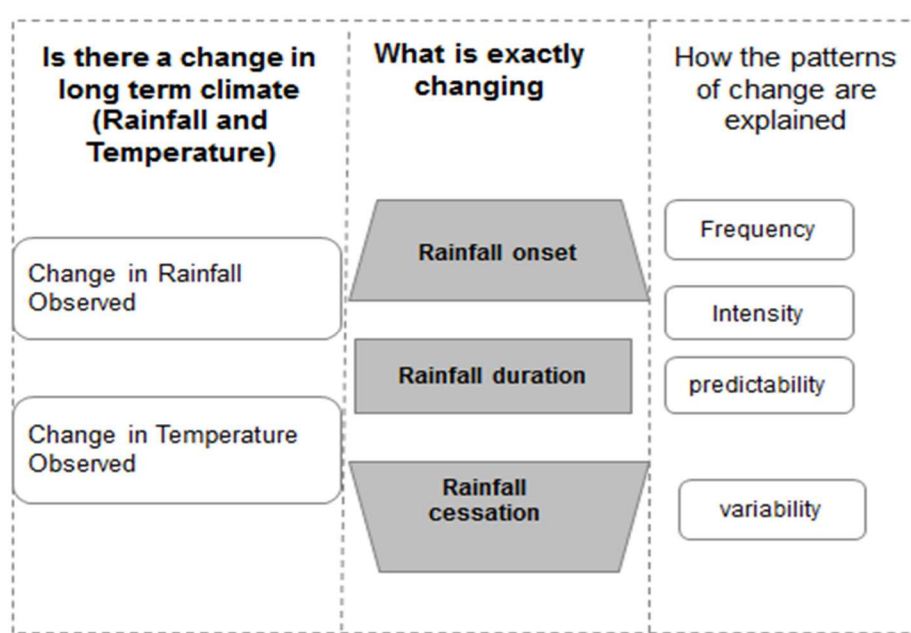 Is there a change in
long term climate
(Rainfall and
Temperature)
Change in Rainfall
Observed
Change in Temperature
Observed
What is exactly
changing
Rainfall onset
Rainfall duration
Rainfall
cessation
How the patterns
of change are
explained
Frequency
Intensity
predictability
variability